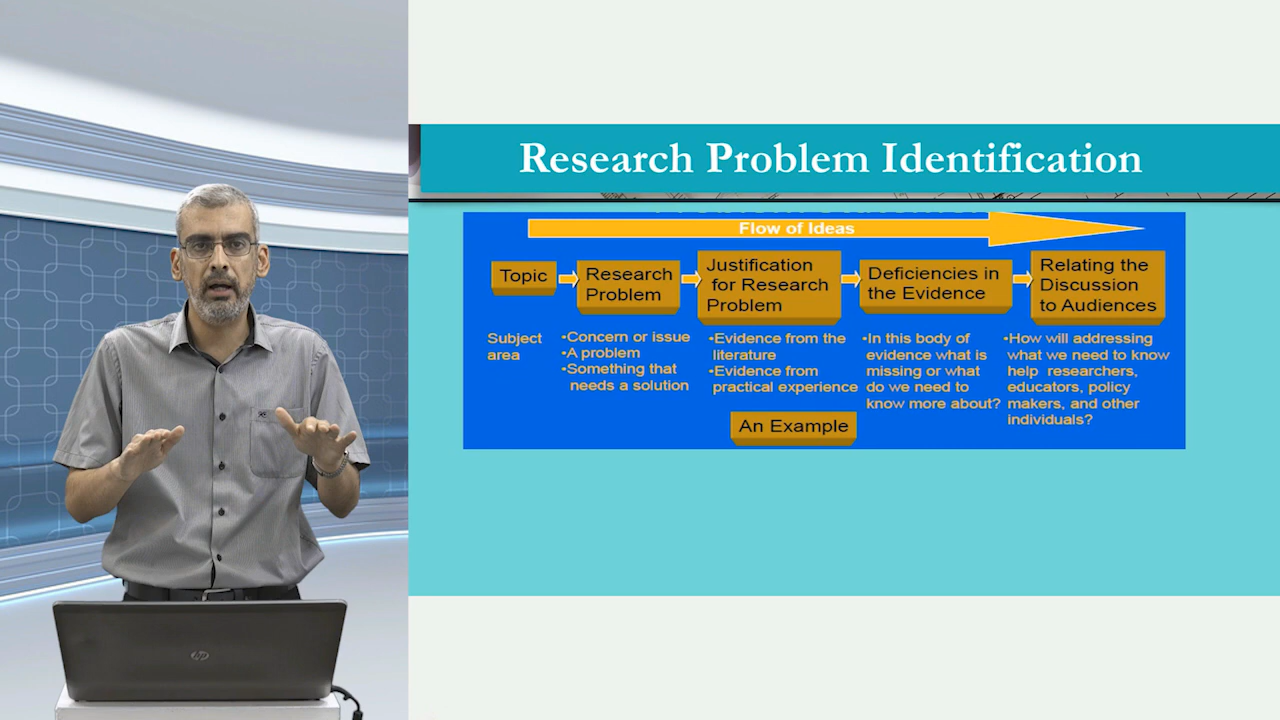 Research Problem Identification
Flow of Ideas
Topic
Research
Problem
Justification
for Research
Problem
Deficiencies in
the Evidence
Relating the
Discussion
to Audiences
Subject
area
•Concern or issue
•A problem
•Something that
needs a solution
•Evidence from the
literature
•Evidence from
practical experience
•In this body of
evidence what is
missing or what
do we need to
know more about?
•How will addressing
what we need to know
help researchers,
educators, policy
makers, and other
individuals?
An Example
hp